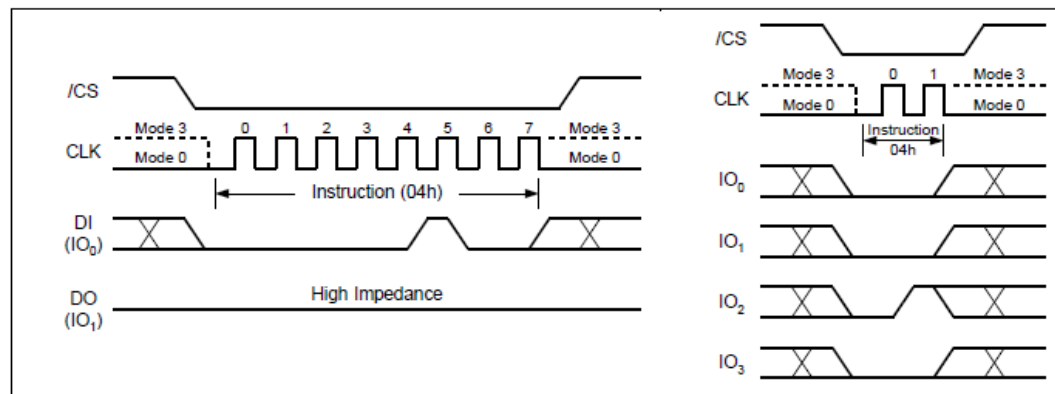 /CS
Mode 3 0 1 2 3 4 5 6 7 Mode 3
CLK Mode 0 Mode 0
Instruction (04h)
DI
(IO0)
High Impedance
DO
(IO1)
/CS
Mode 3 0 1 Mode 3
CLK Mode 0 Mode 0
Instruction
04h
IO0
IO1
IO2
IO3